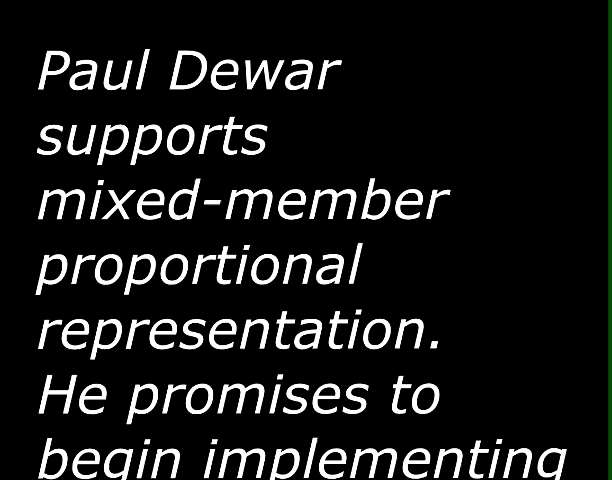 Paul Dewar
supports
mixed-member
proportional
representation.
He promises to
begin implementing